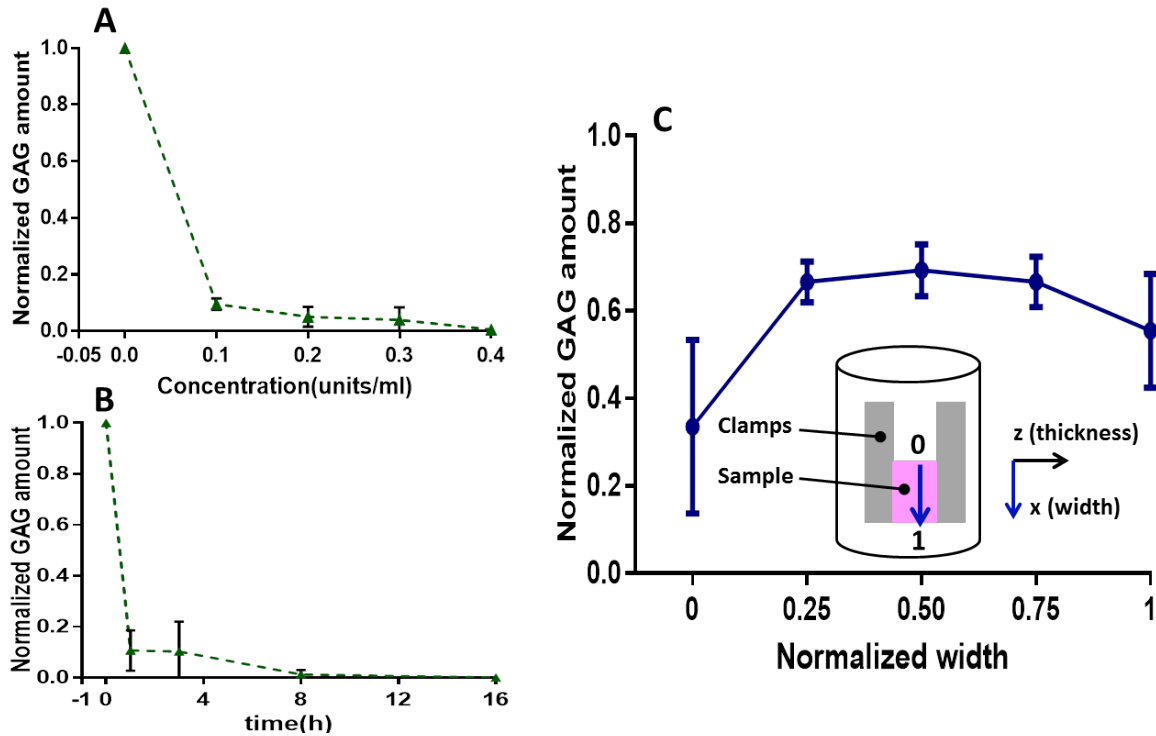 A
Normalized GAG amount
1.0
0.8
0.6
0.4
0.2
0.0
-0.05 0.0 0.1 0.2 0.3 0.4
Concentration(units/ml)
B
Normalized GAG amount
1.0
0.8
0.6
0.4
0.2
0.0
-1 0 4 8 12 16
time(h)
C
Normalized GAG amount
1.0
0.8
0.6
0.4
0.2
0.0
Clamps
Sample
0
1
z (thickness)
x (width)
0 0.25 0.50 0.75 1
Normalized width